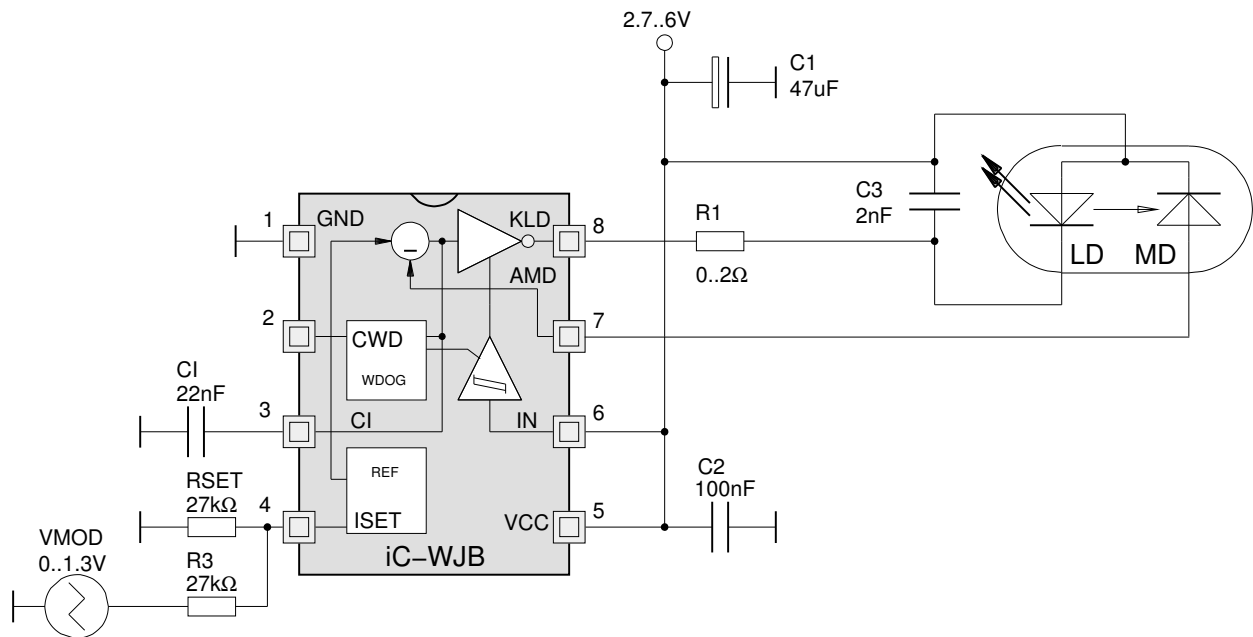 2.7..6V
C1
47uF
C3
2nF
R1
0..2Ω
LD
MD
1
GND
KLD
8
AMD
2
7
CWD
WDOG
CI
22nF
3
CI
IN
6
REF
RSET
27kΩ
4
ISET
VCC
5
C2
100nF
iC–WJB
VMOD
0..1.3V
R3
27kΩ